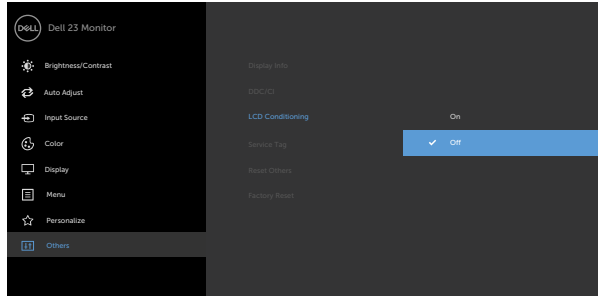 DELL
Dell 23 Monitor
Brightness/Contrast
Auto Adjust
Input Source
Color
Display
Menu
Personalize
Others
Display Info
DDC/CI
LCD Conditioning
Service Tag
Reset Others
Factory Reset
On
Off